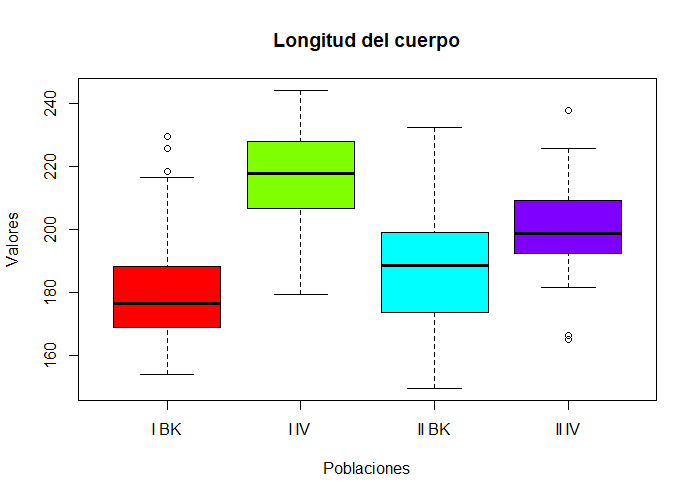 Longitud del cuerpo
Valores
240
220
200
180
160
I BK
I IV
II BK
II IV
Poblaciones